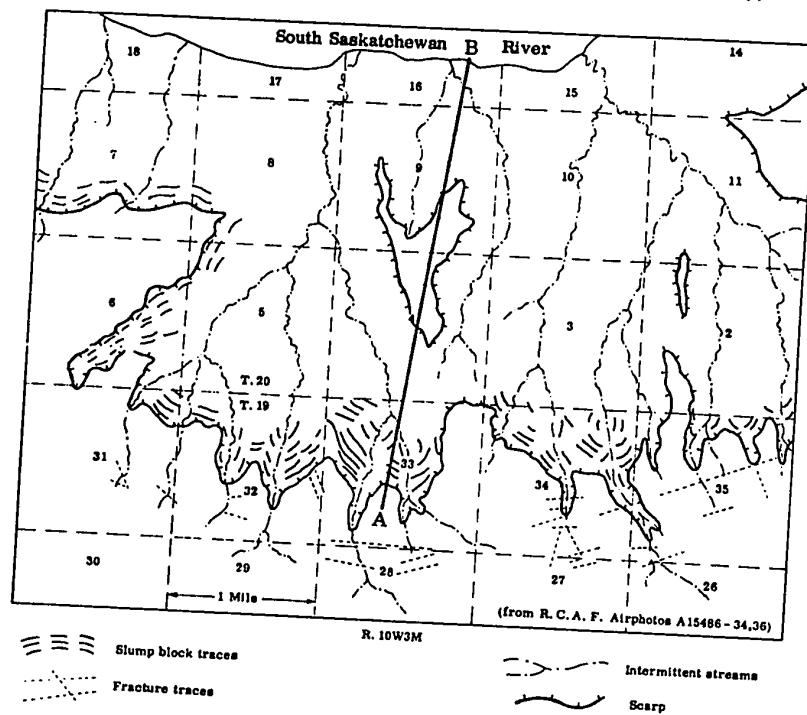 South Saskatchewan B River
14
18
17
16
15
7
8
9
10
11
6
5
3
2
T. 20
T. 19
31
32
33
34
35
A
30
29
28
27
26
1 Mile
(from R.C.A.F. Airphotos A15486-34,36)
R. 10W3M
Slump block traces
Intermittent streams
Fracture traces
Scarp